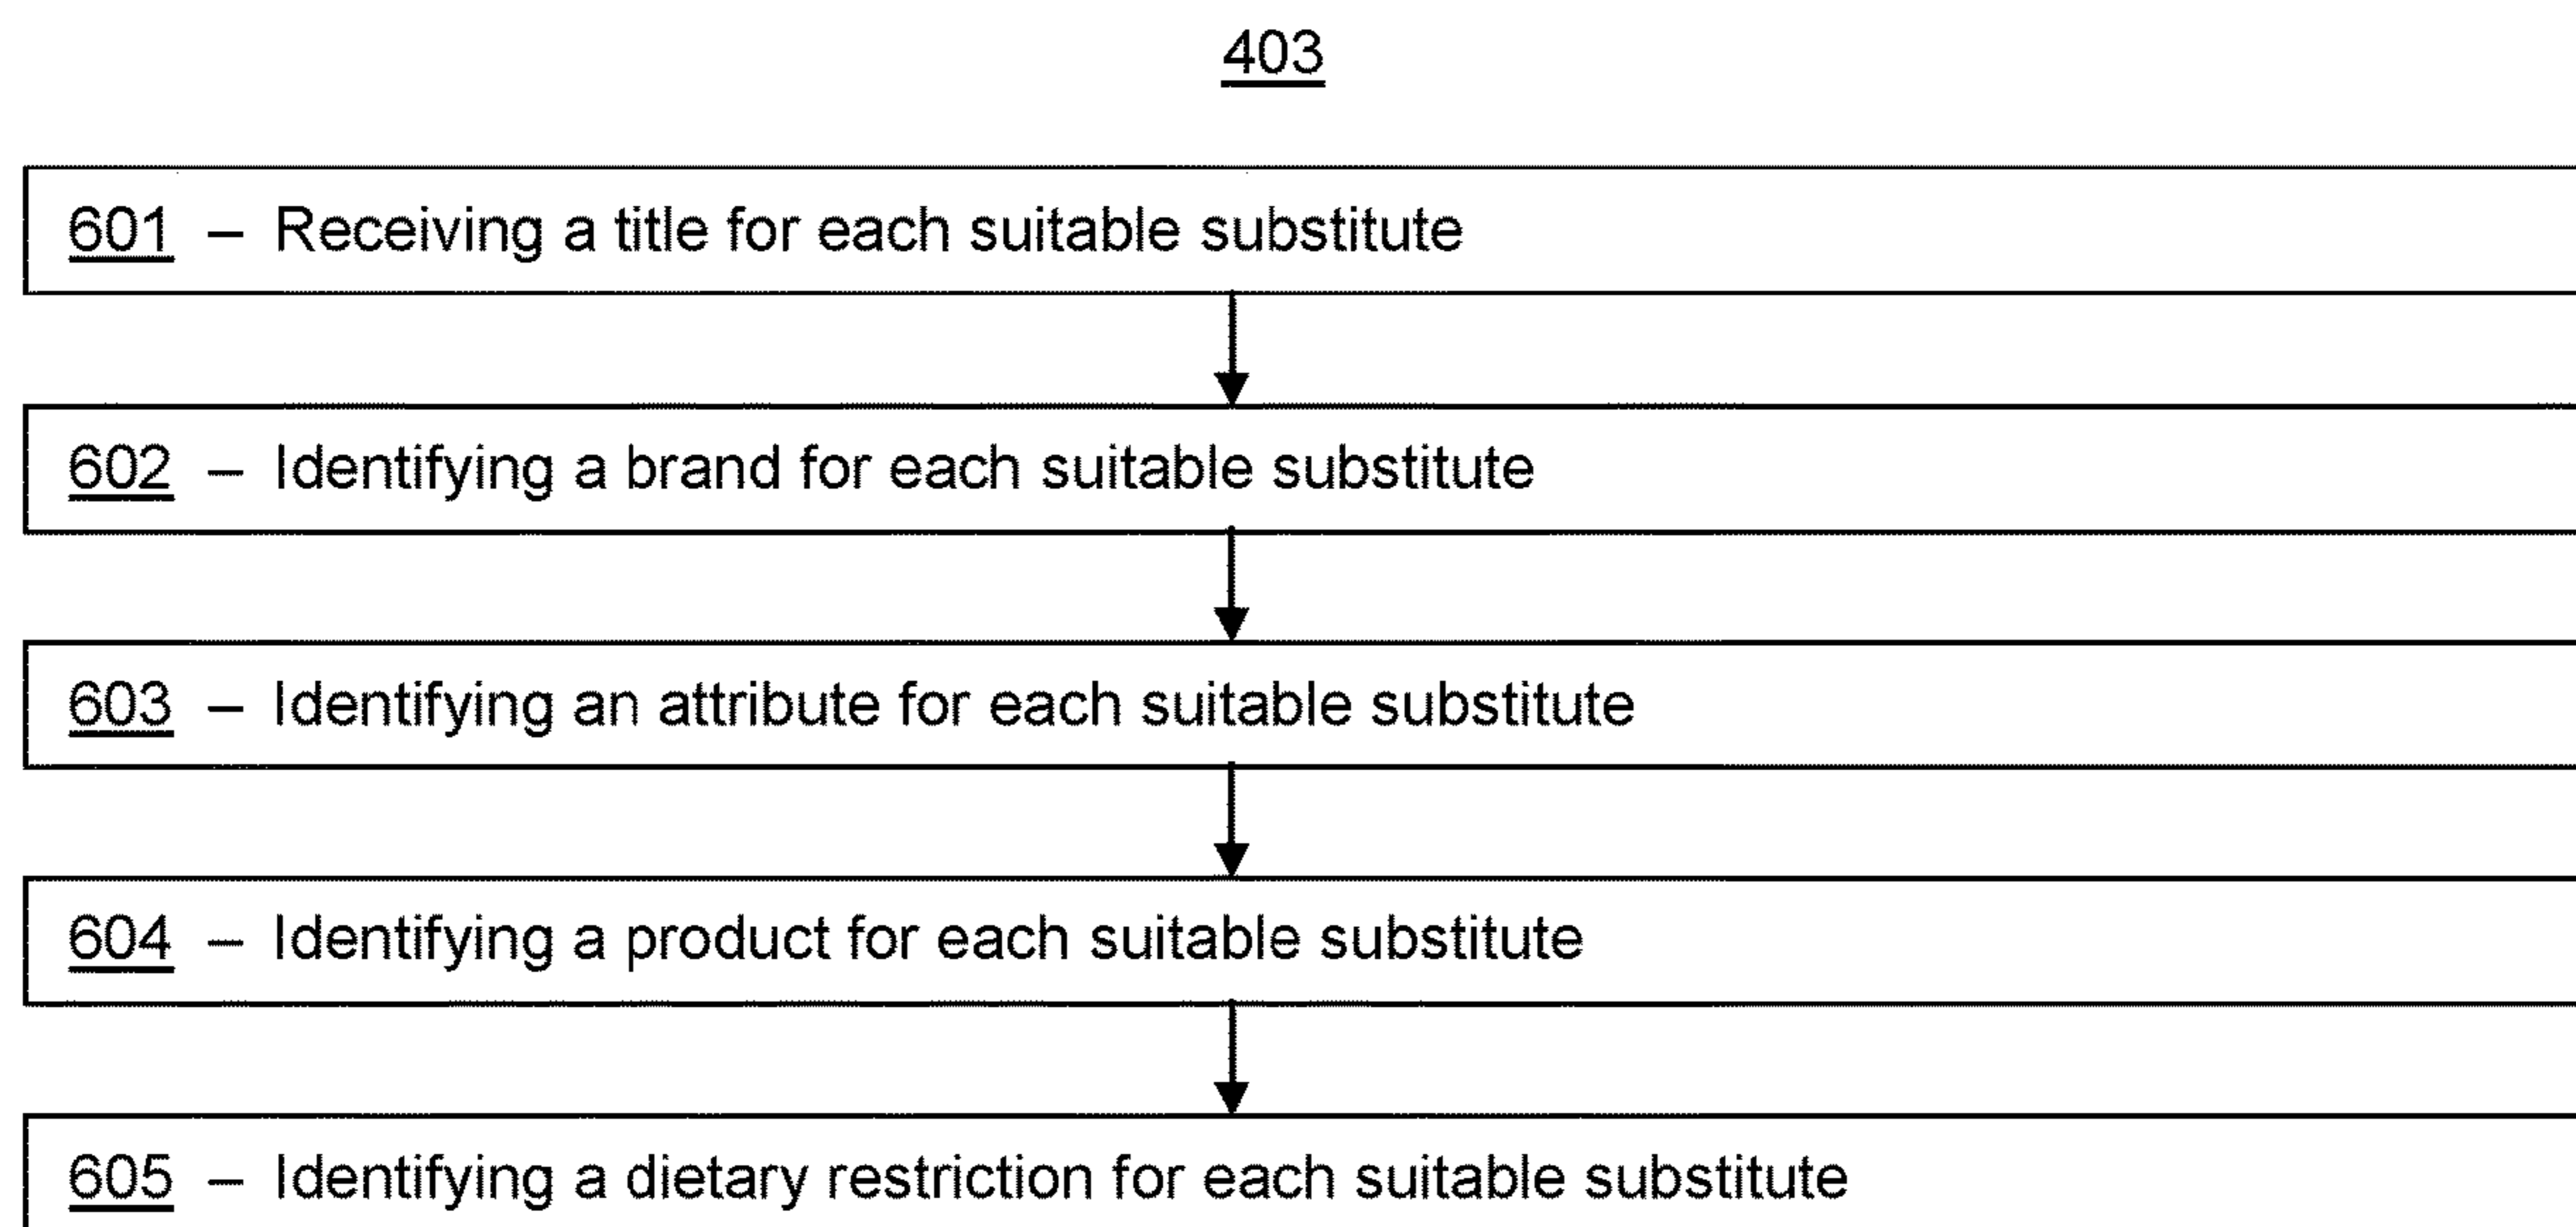 403
601 – Receiving a title for each suitable substitute
602 – Identifying a brand for each suitable substitute
603 – Identifying an attribute for each suitable substitute
604 – Identifying a product for each suitable substitute
605 – Identifying a dietary restriction for each suitable substitute